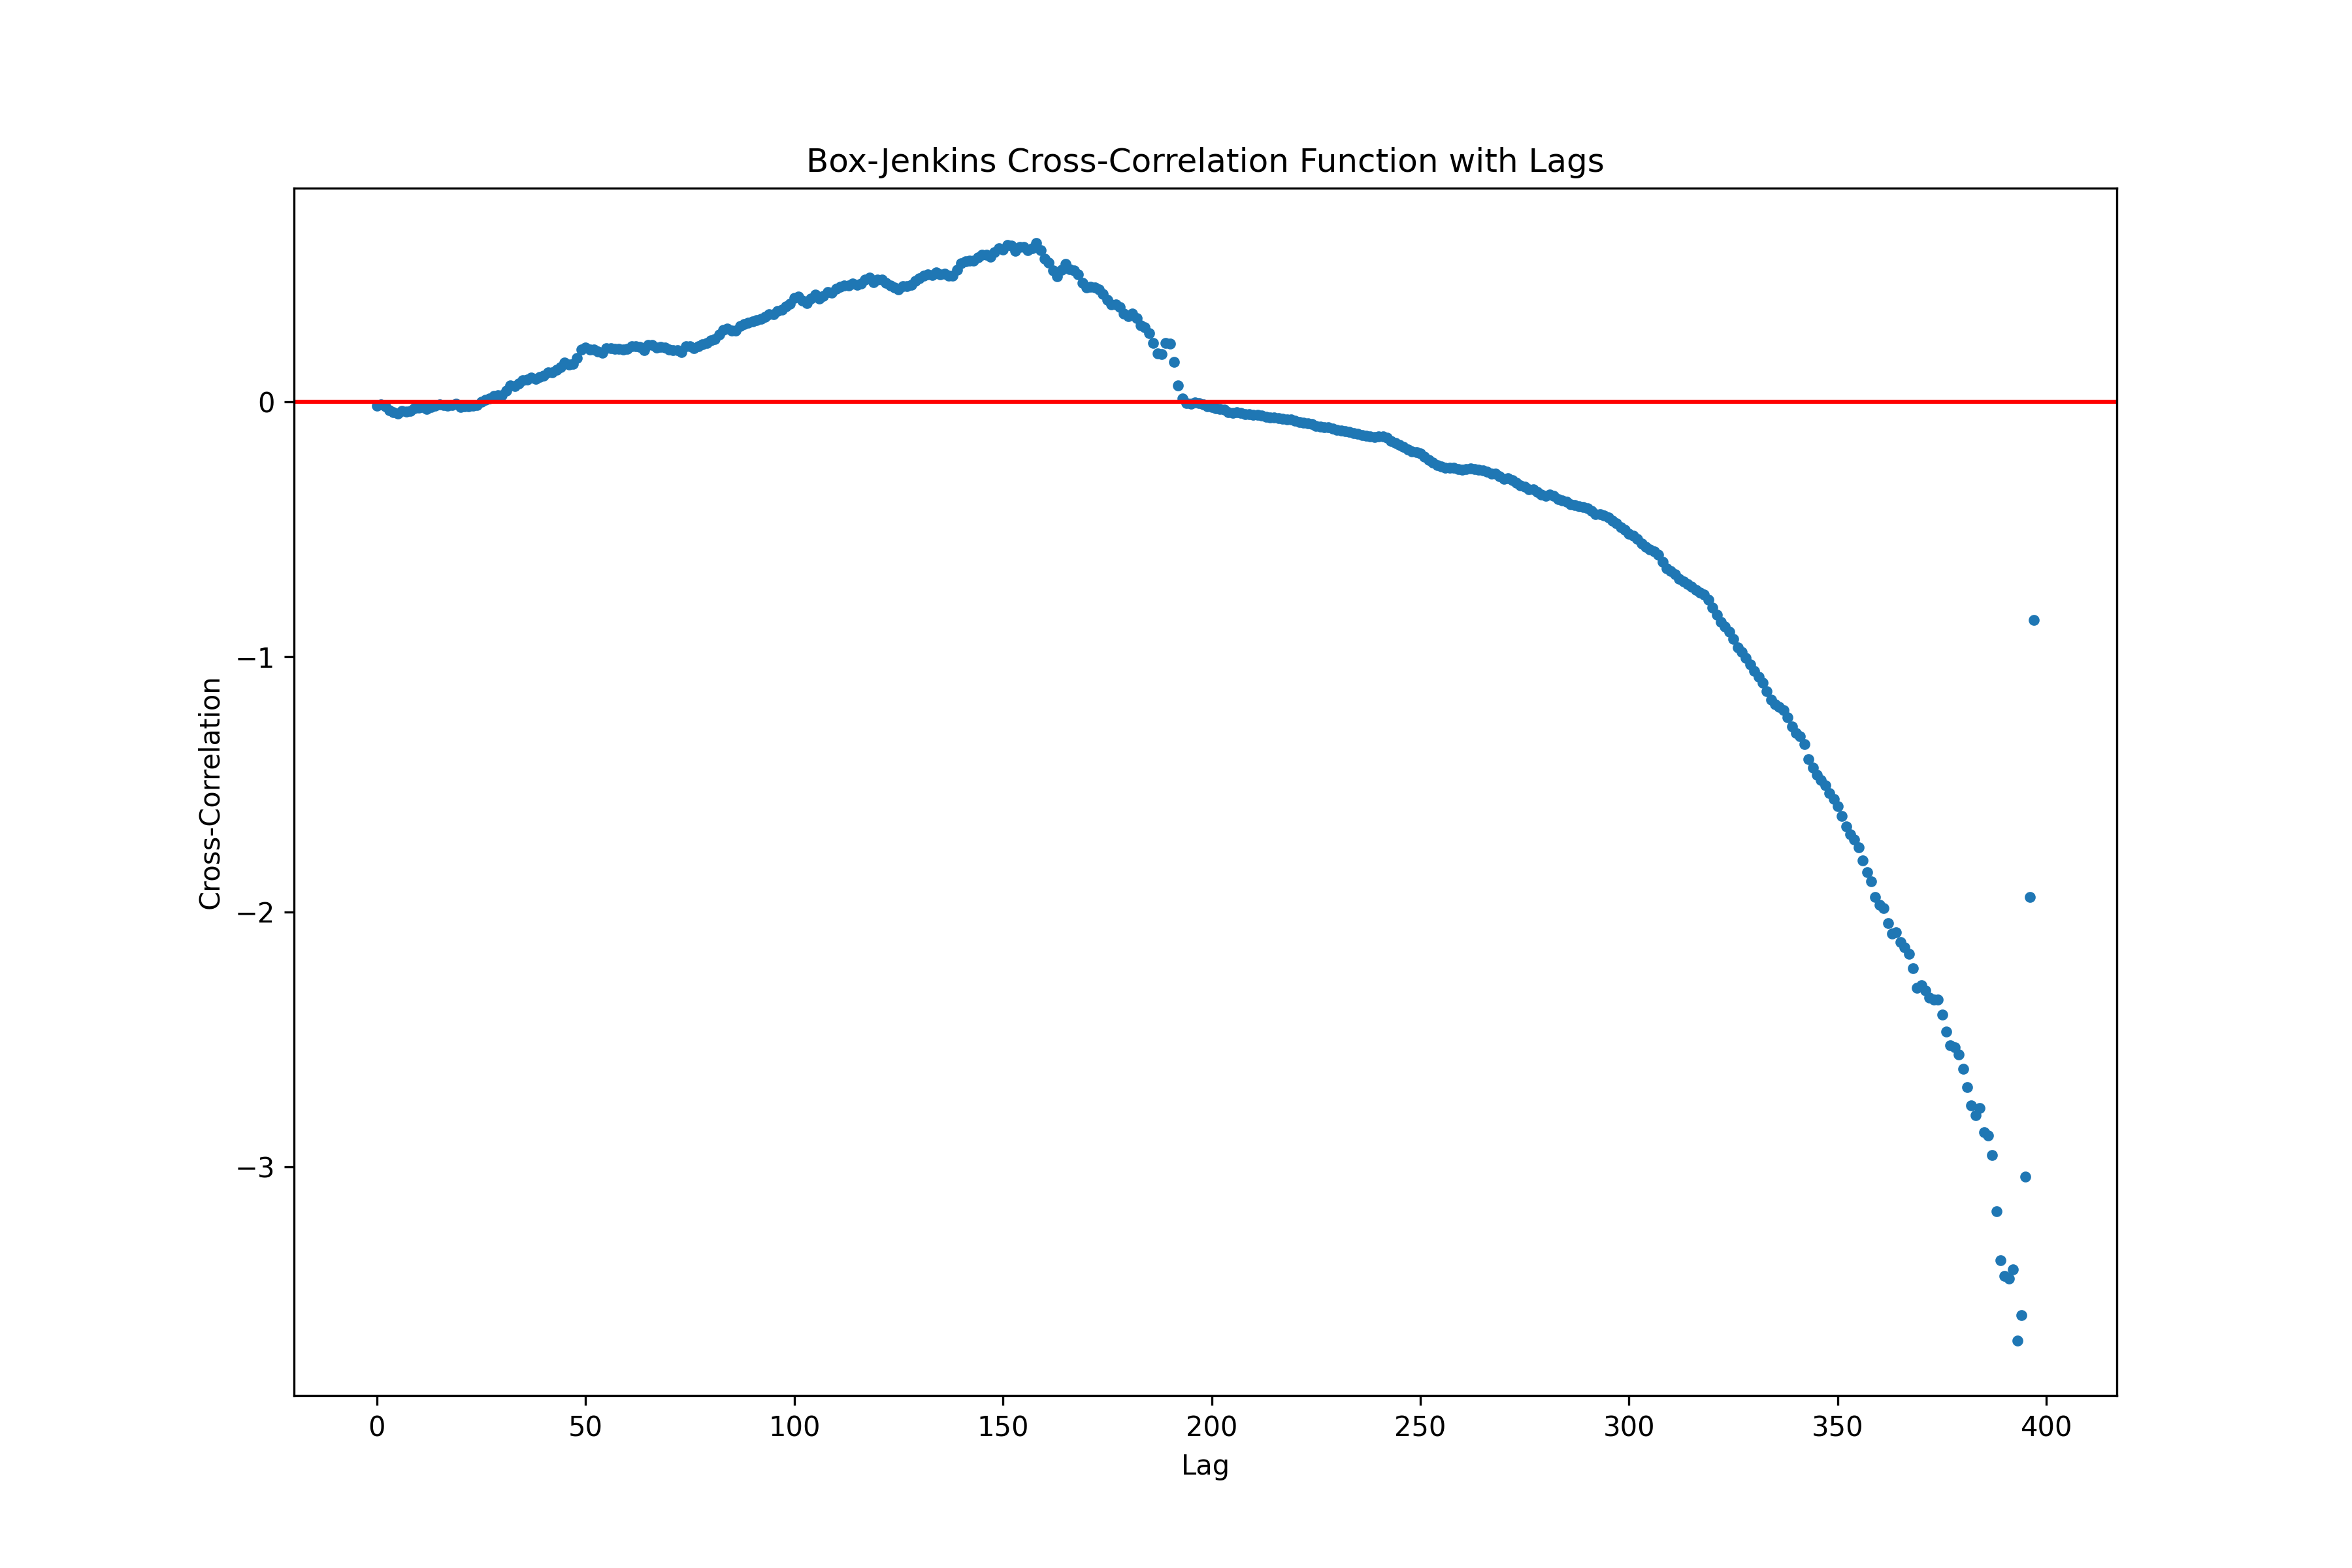 Box-Jenkins Cross-Correlation Function with Lags
Cross-Correlation
0
−1
−2
−3
0 50 100 150 200 250 300 350 400
Lag